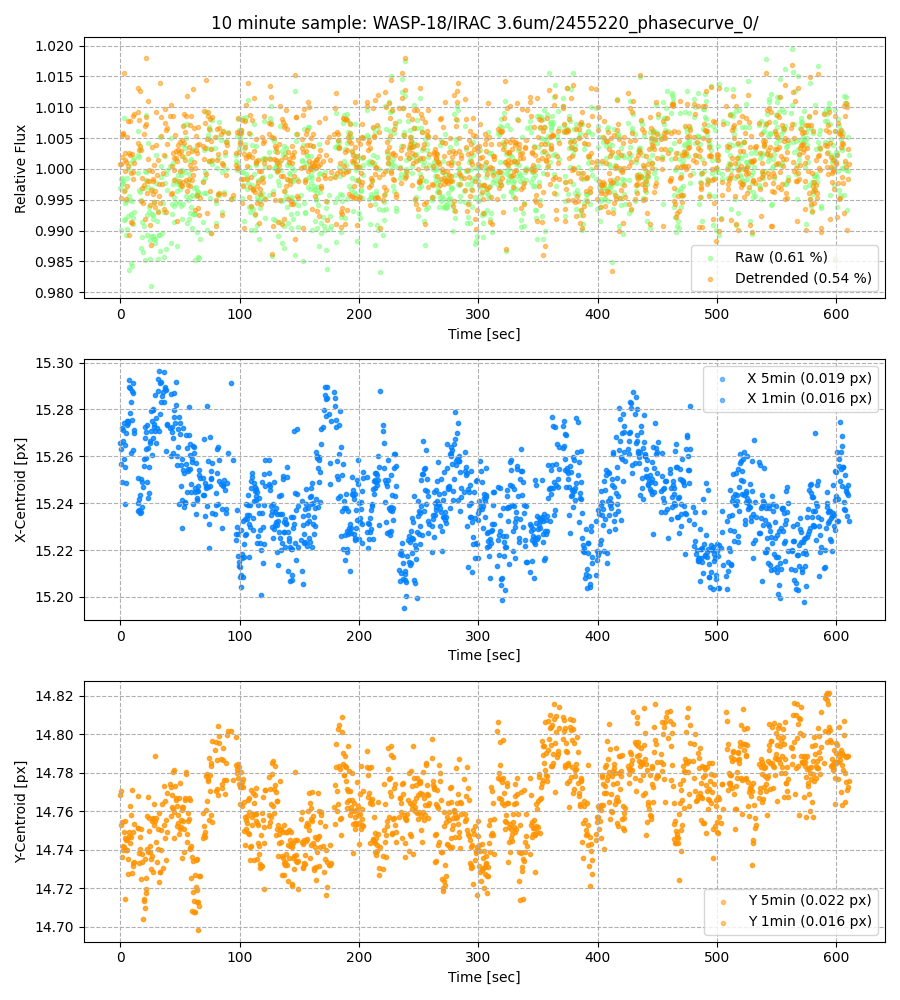 10 minute sample: WASP-18/IRAC 3.6um/2455220_phasecurve_0/
1.020
1.015
1.010
1.005
1.000
0.995
0.990
0.985
0.980
Relative Flux
Raw (0.61 %)
Detrended (0.54 %)
0 100 200 300 400 500 600
Time [sec]
15.30
15.28
15.26
15.24
15.22
15.20
X-Centroid [px]
X 5min (0.019 px)
X 1min (0.016 px)
0 100 200 300 400 500 600
Time [sec]
14.82
14.80
14.78
14.76
14.74
14.72
14.70
Y-Centroid [px]
Y 5min (0.022 px)
Y 1min (0.016 px)
0 100 200 300 400 500 600
Time [sec]